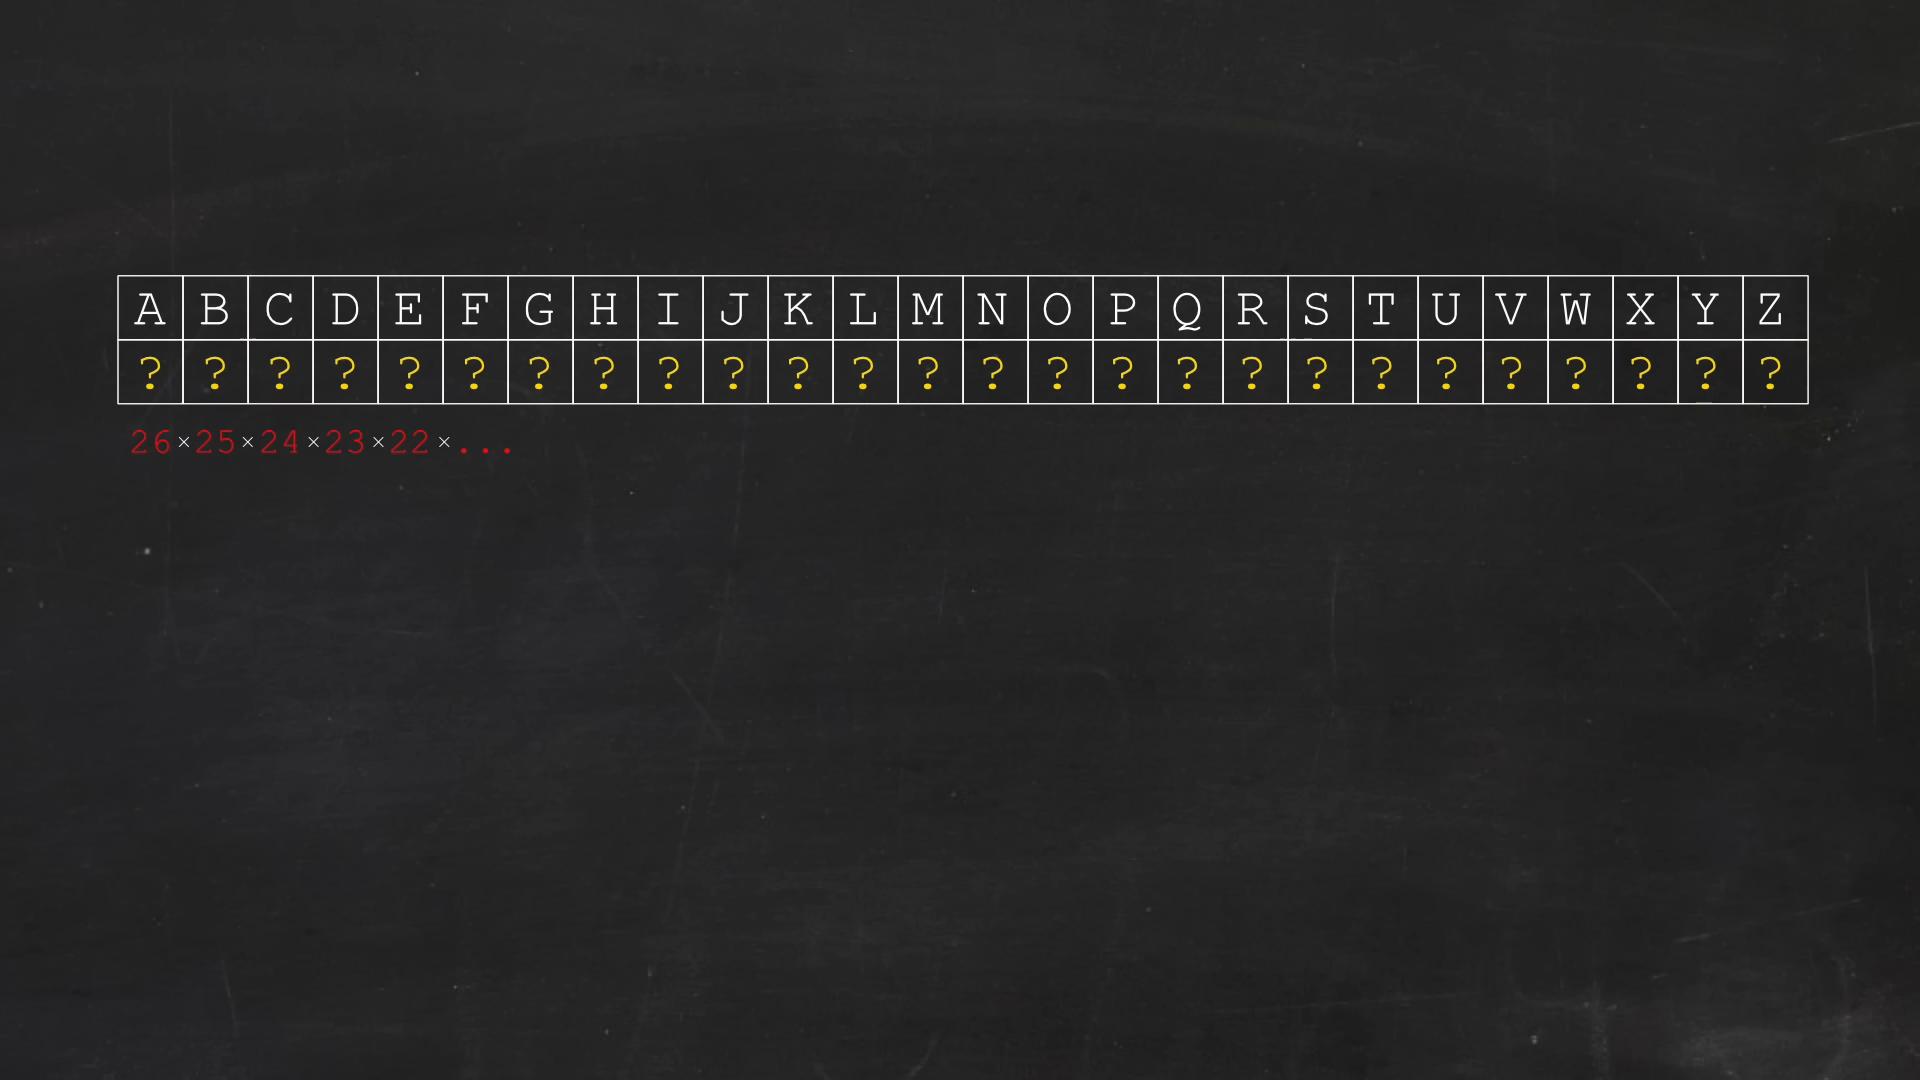 A B C D E F G H I J K L M N O P Q R S T U V W X Y Z
? ? ? ? ? ? ? ? ? ? ? ? ? ? ? ? ? ? ? ? ? ? ? ? ? ?
26×25×24×23×22×...